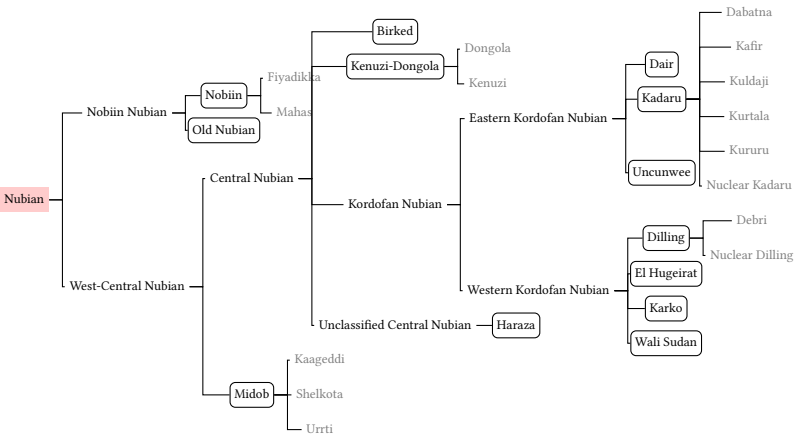 Nubian
Nobiin Nubian
Nobiin
Fiyadikka
Mahas
Old Nubian
West-Central Nubian
Central Nubian
Birked
Kenuzi-Dongola
Dongola
Kenuzi
Kordofan Nubian
Eastern Kordofan Nubian
Dair
Kadaru
Dabatna
Kafir
Kuldaji
Kurtala
Kururu
Nuclear Kadaru
Uncunwee
Western Kordofan Nubian
Dilling
Debri
Nuclear Dilling
El Hugeirat
Karko
Wali Sudan
Unclassified Central Nubian
Haraza
Midob
Kaageddi
Shelkota
Urrti